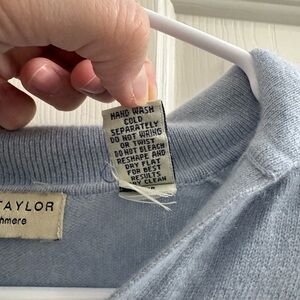 HAND WASH
COLD
SEPARATELY
DO NOT WRING
OR TWIST
DO NOT BLEACH
RESHAPE AND
DRY FLAT
FOR BEST
RESULTS
CLEAN
TAYLOR